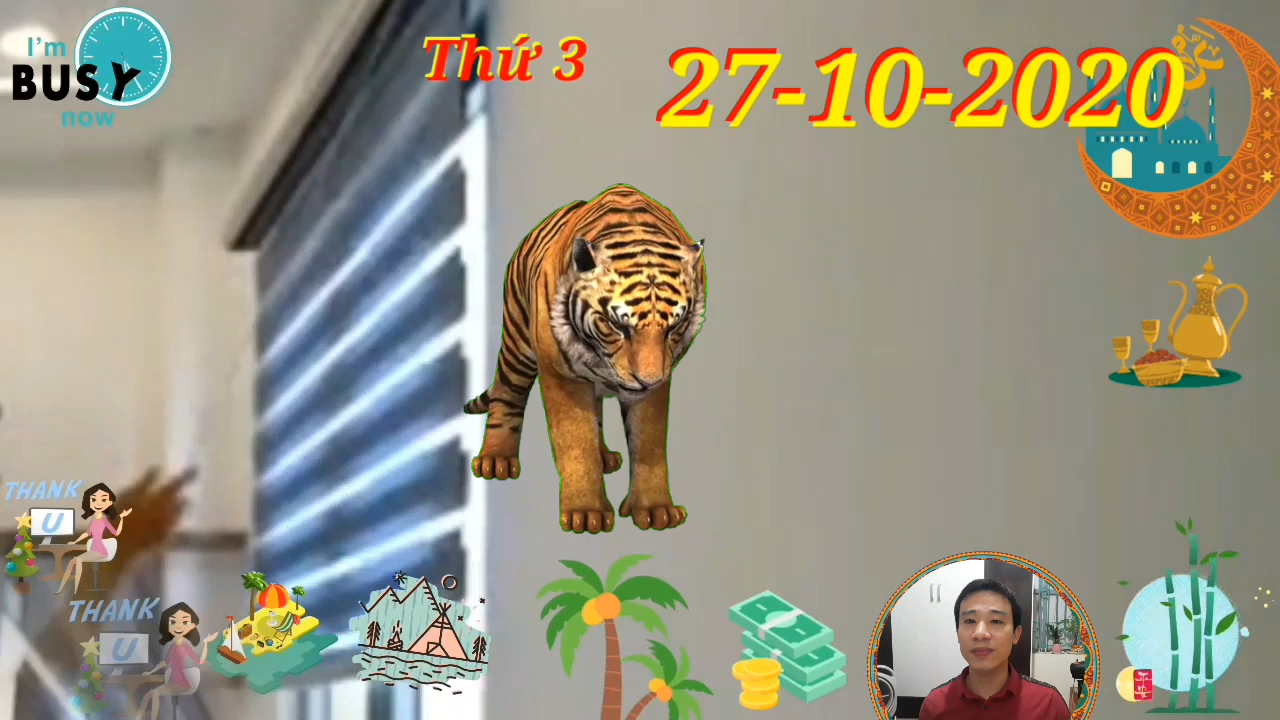 I'm
BUSY
now
Thứ 3
27-10-2020
THANK
U
THANK
U